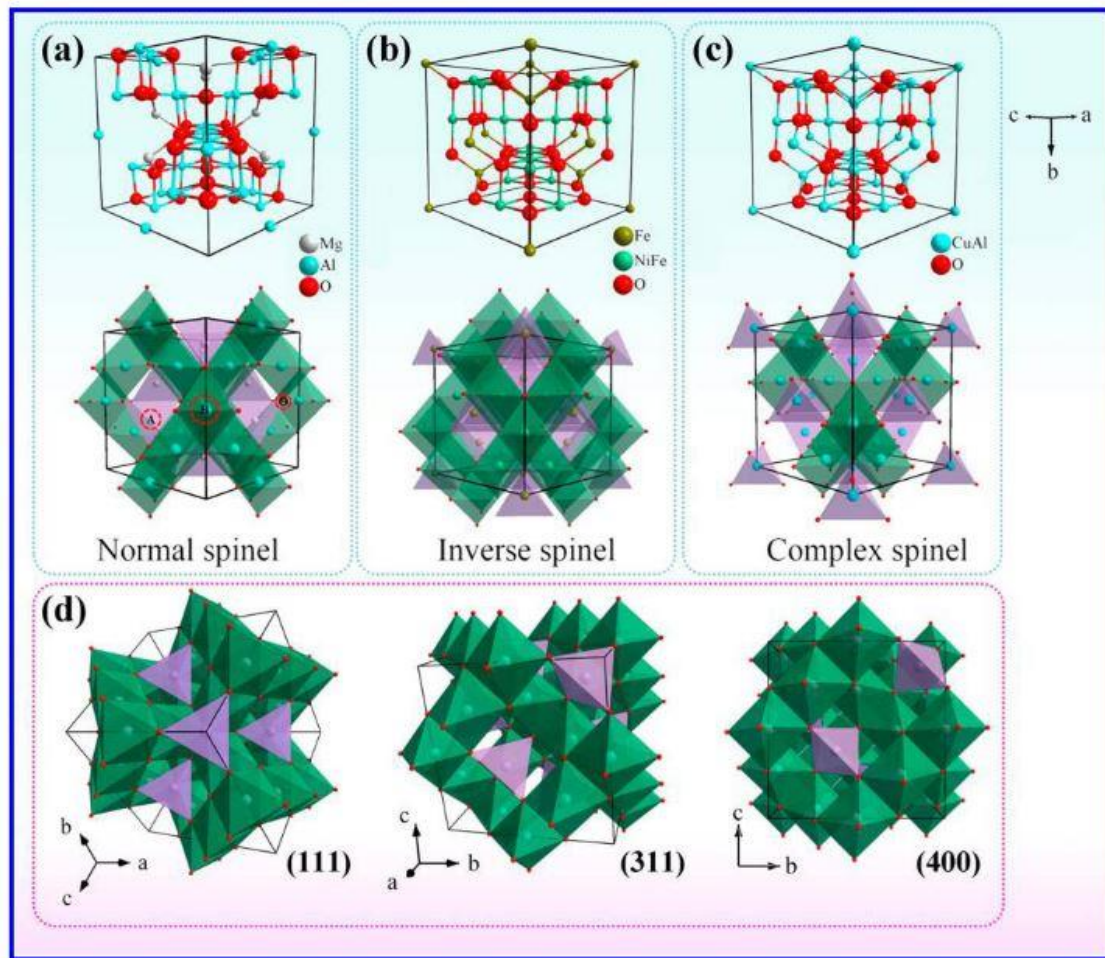 (a)
(b)
(c)
c a
b
Mg
Al
O
Fe
NiFe
O
CuAl
O
A
B
Normal spinel
Inverse spinel
Complex spinel
(d)
b
a
c
(111)
c
b
a
(311)
c
b
(400)